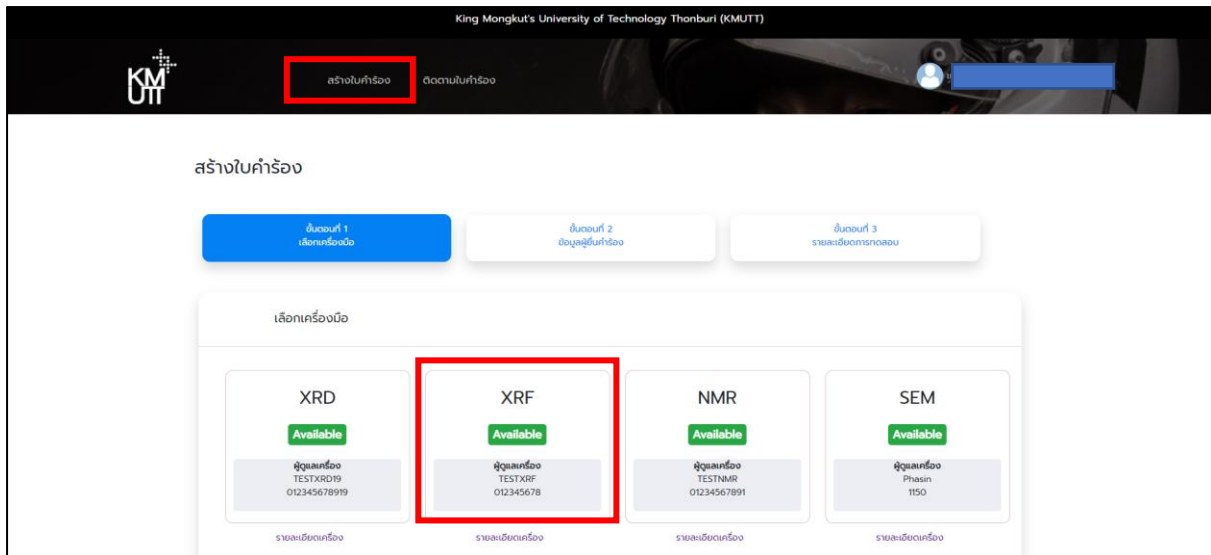 King Mongkut's University of Technology Thonburi (KMUTT)
KM
UTT
สร้างใบคำร้อง
ติดตามใบคำร้อง
สร้างใบคำร้อง
ขั้นตอนที่ 1
เลือกเครื่องมือ
ขั้นตอนที่ 2
ข้อมูลผู้ยื่นคำร้อง
ขั้นตอนที่ 3
รายละเอียดการทดสอบ
เลือกเครื่องมือ
XRD
Available
ผู้ดูแลเครื่อง
TESTXRD19
012345678919
รายละเอียดเครื่อง
XRF
Available
ผู้ดูแลเครื่อง
TESTXRF
012345678
รายละเอียดเครื่อง
NMR
Available
ผู้ดูแลเครื่อง
TESTNMR
01234567891
รายละเอียดเครื่อง
SEM
Available
ผู้ดูแลเครื่อง
Phasin
1150
รายละเอียดเครื่อง